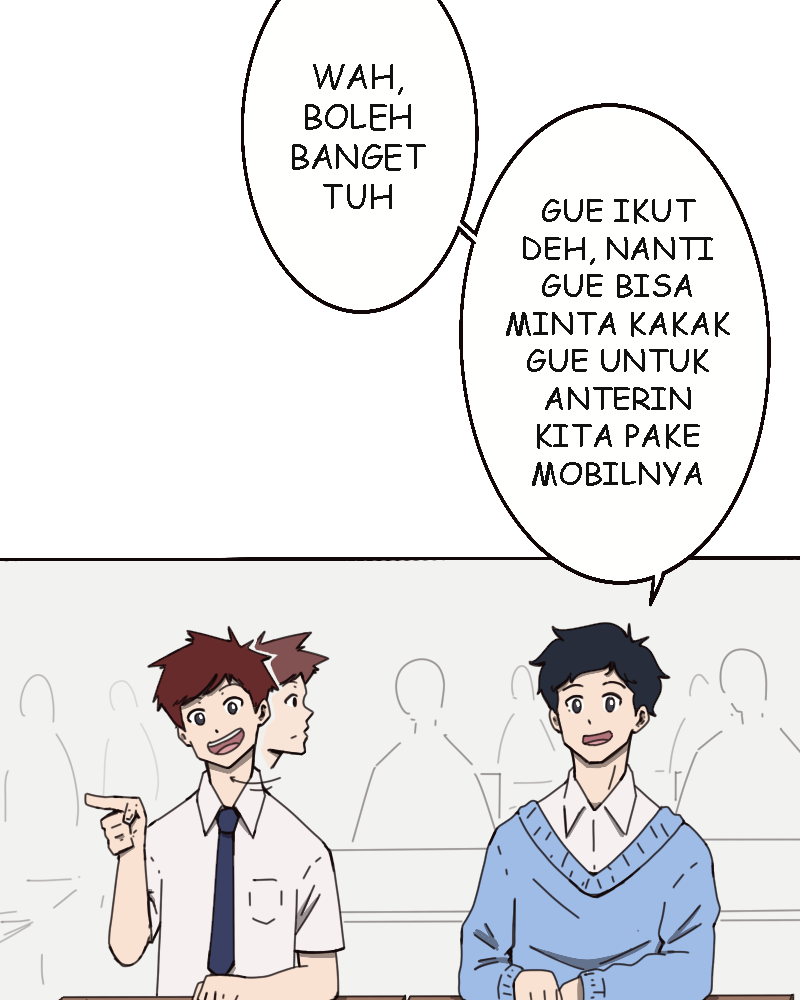 WAH,
BOLEH
BANGET
TUH
GUE IKUT
DEH, NANTI
GUE BISA
MINTA KAKAK
GUE UNTUK
ANTERIN
KITA PAKE
MOBILNYA